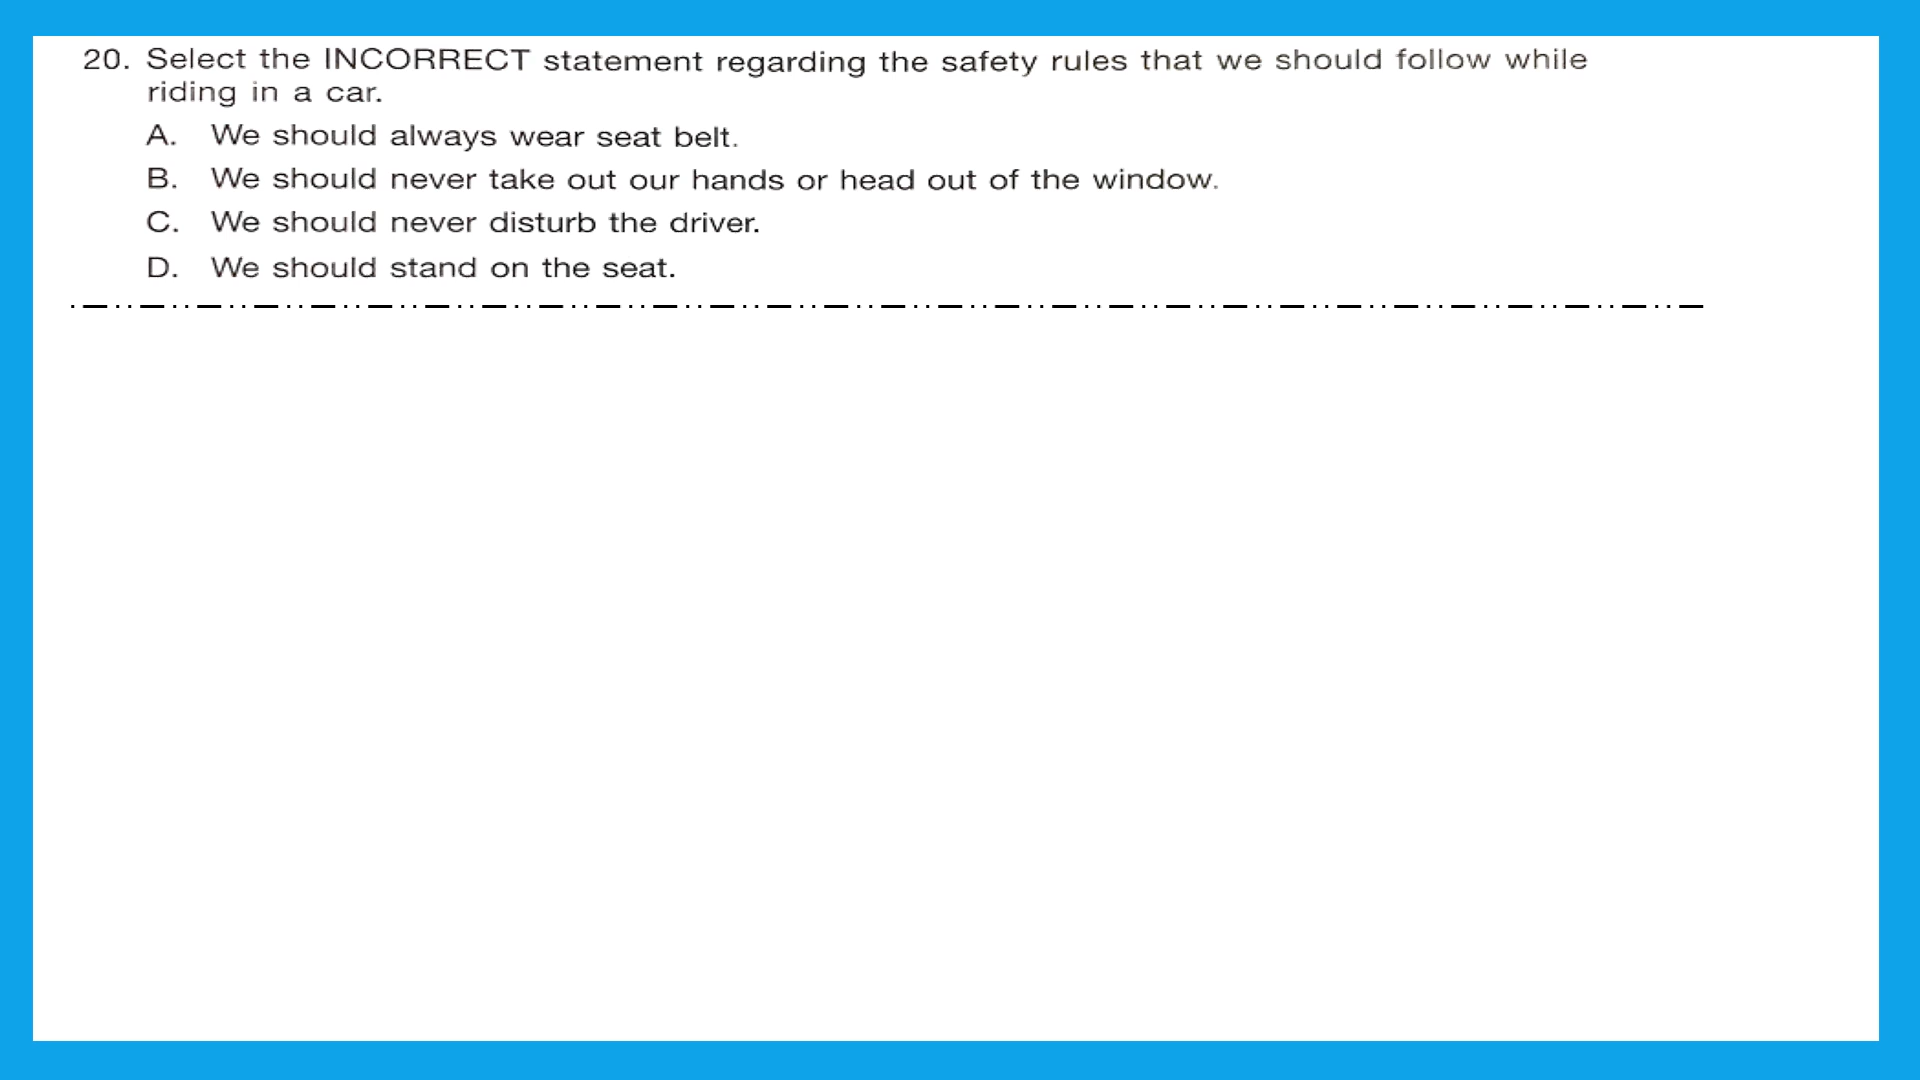 20. Select the INCORRECT statement regarding the safety rules that we should follow while
riding in a car.
A. We should always wear seat belt.
B. We should never take out our hands or head out of the window.
C. We should never disturb the driver.
D. We should stand on the seat.